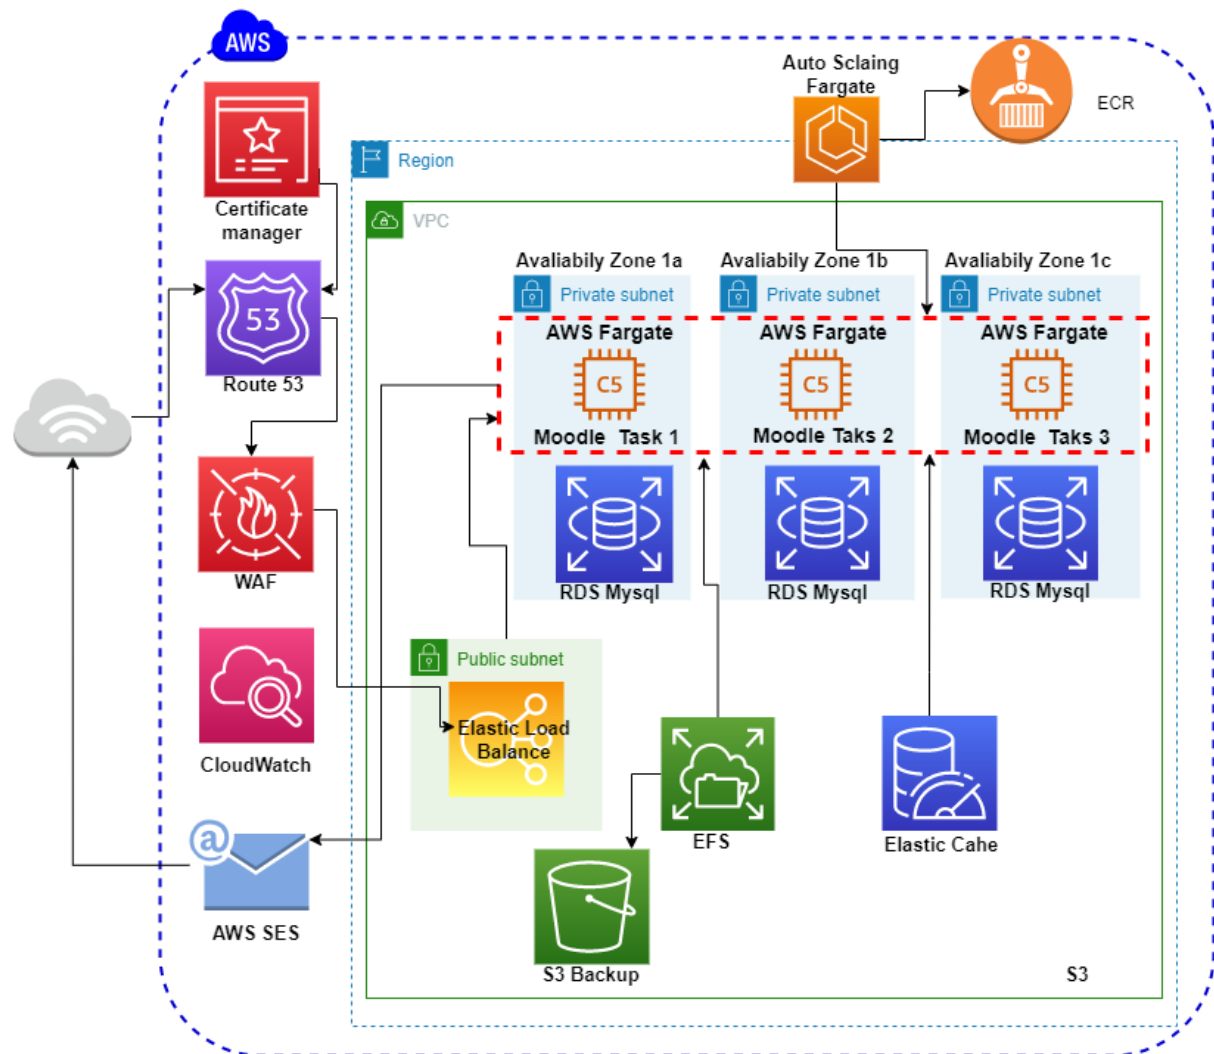 AWS
Auto Sclaing
Fargate
ECR
Certificate
manager
Region
VPC
Avaliabily Zone 1a
Avaliabily Zone 1b
Avaliabily Zone 1c
Private subnet
Private subnet
Private subnet
AWS Fargate
AWS Fargate
AWS Fargate
C5
C5
C5
Moodle Task 1
Moodle Taks 2
Moodle Taks 3
53
Route 53
RDS Mysql
RDS Mysql
RDS Mysql
WAF
Public subnet
Elastic Load
Balance
CloudWatch
EFS
Elastic Cahe
@
AWS SES
S3 Backup
S3